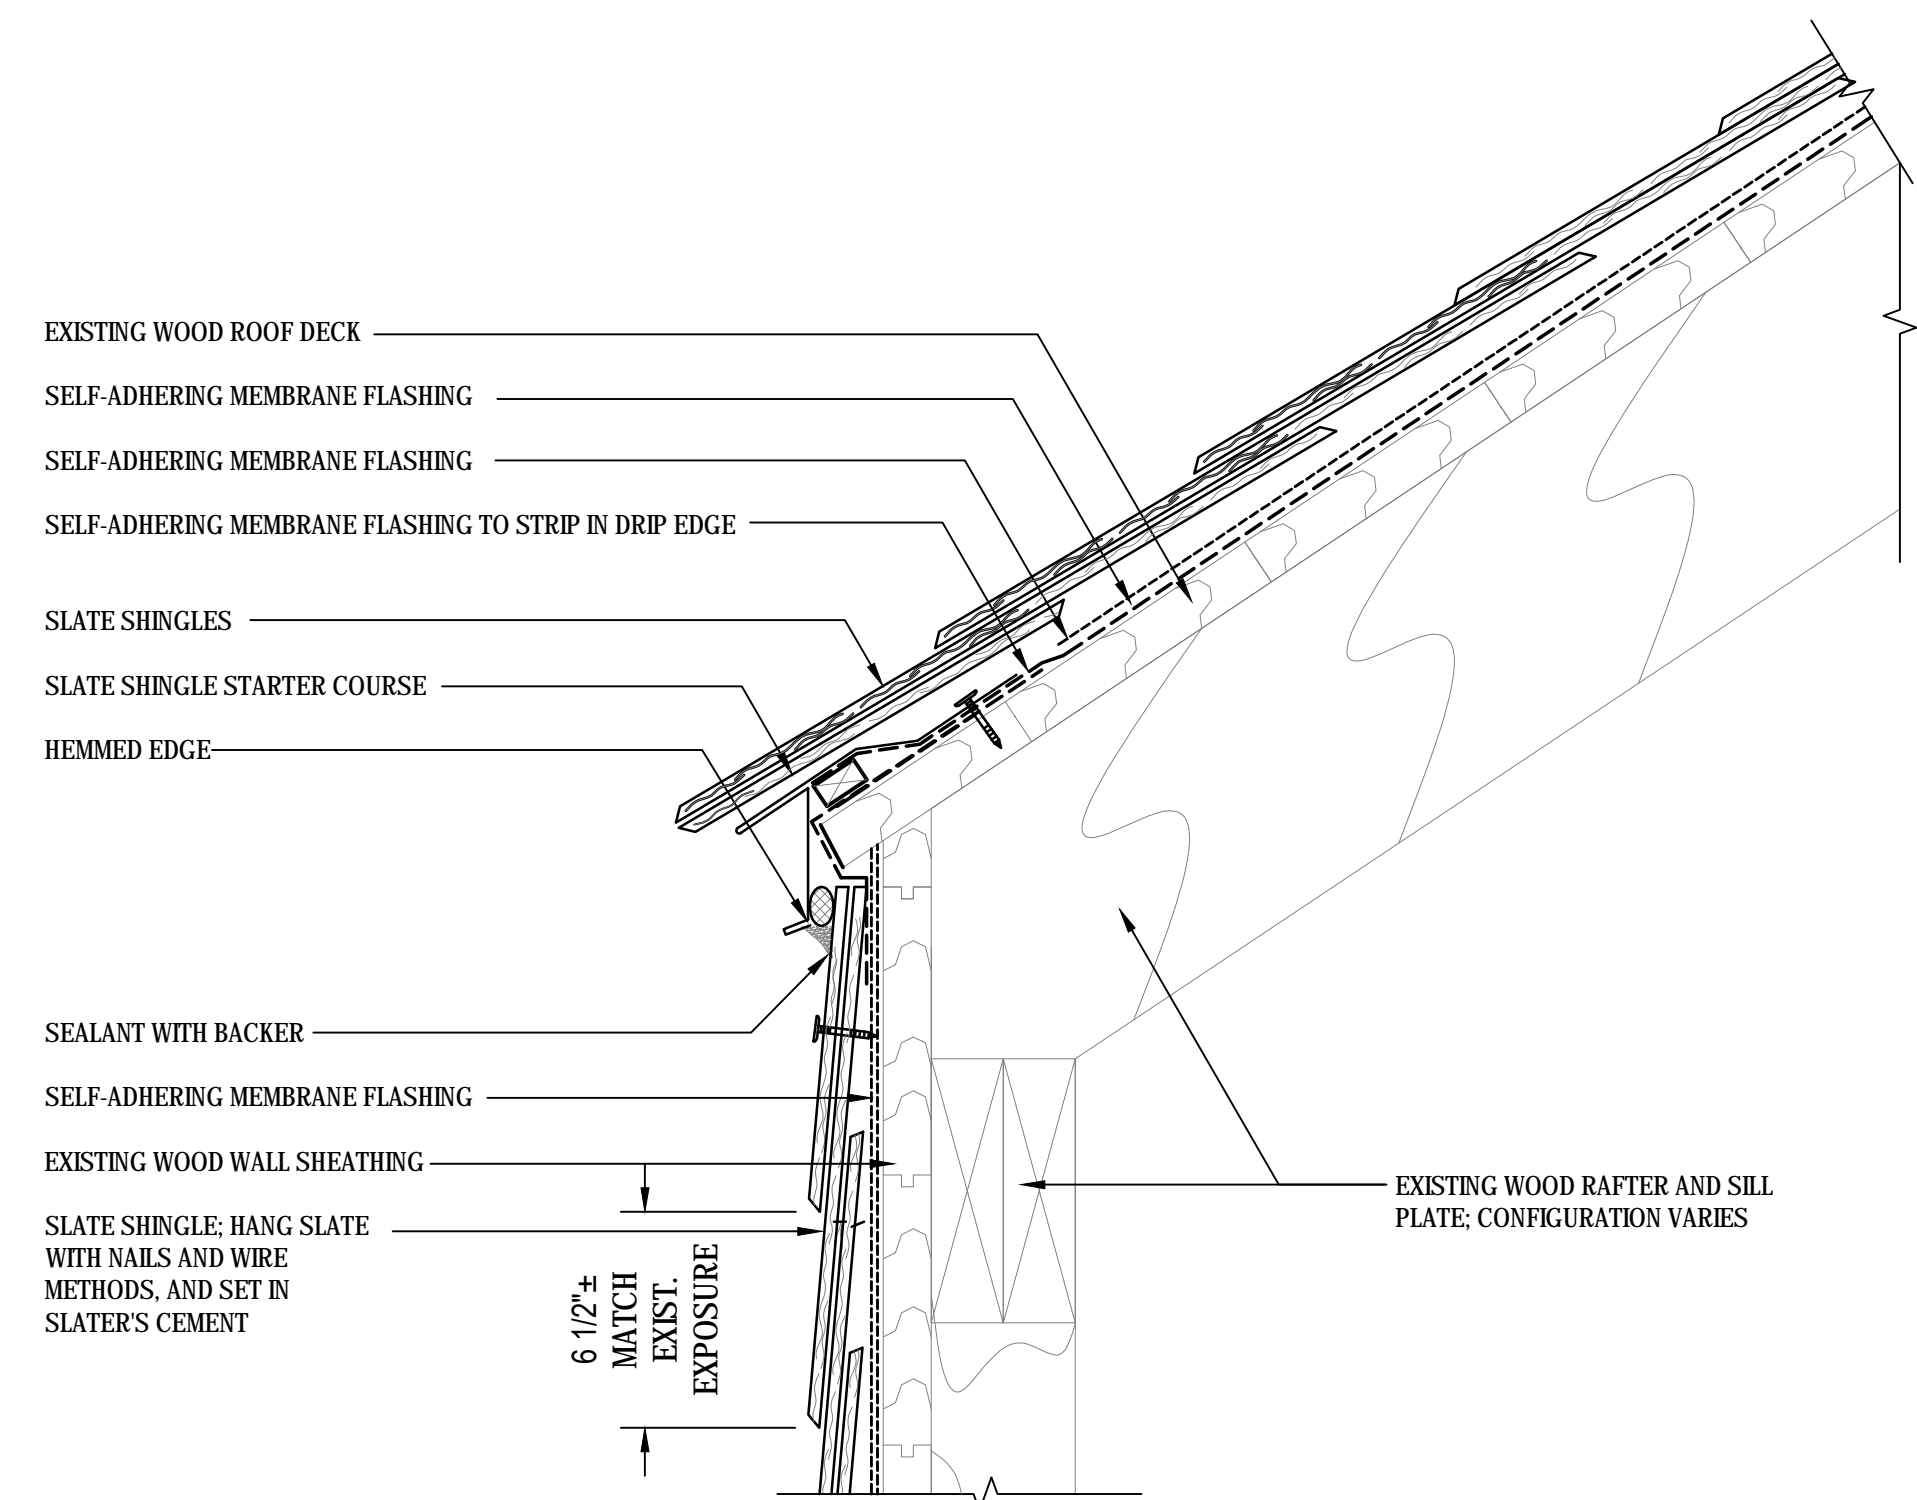 EXISTING WOOD ROOF DECK
SELF-ADHERING MEMBRANE FLASHING
SELF-ADHERING MEMBRANE FLASHING
SELF-ADHERING MEMBRANE FLASHING TO STRIP IN DRIP EDGE
SLATE SHINGLES
SLATE SHINGLE STARTER COURSE
HEMMED EDGE
SEALANT WITH BACKER
SELF-ADHERING MEMBRANE FLASHING
EXISTING WOOD WALL SHEATHING
SLATE SHINGLE; HANG SLATE
WITH NAILS AND WIRE
METHODS, AND SET IN
SLATER'S CEMENT
6 1/2"±
MATCH
EXIST.
EXPOSURE
EXISTING WOOD RAFTER AND SILL
PLATE; CONFIGURATION VARIES